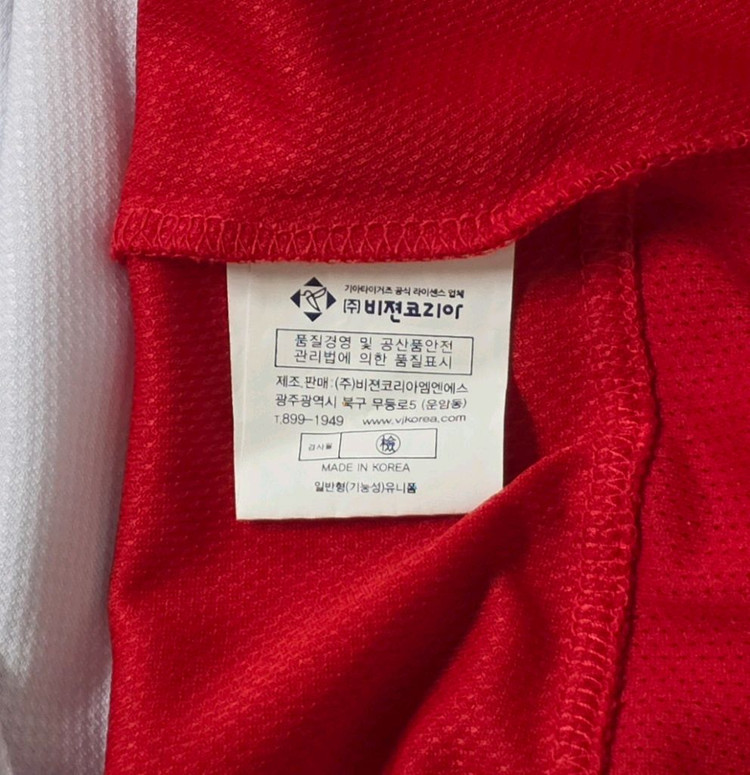 기아타이거즈 공식 라이센스 업체
(주)비젼코리아
품질경영 및 공산품안전
관리법에 의한 품질표시
제조,판매:(주)비젼코리아엠엔에스
광주광역시 북구 무등로5 (운암동)
T.899-1949 www.vjkorea.com
검사필 檢
MADE IN KOREA
일반형(기능성)유니폼